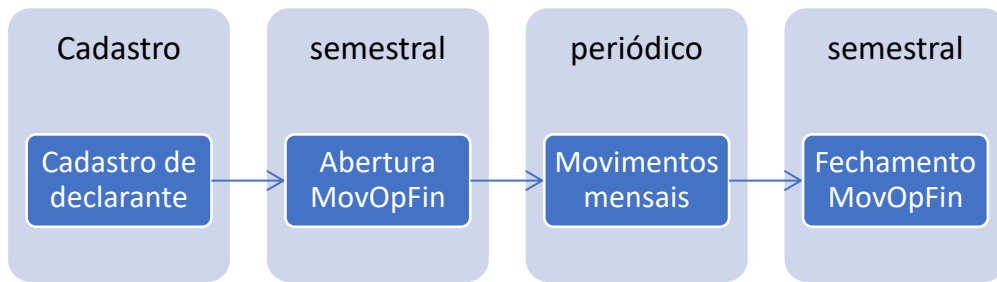 Cadastro
Cadastro de
declarante
semestral
Abertura
MovOpFin
periódico
Movimentos
mensais
semestral
Fechamento
MovOpFin